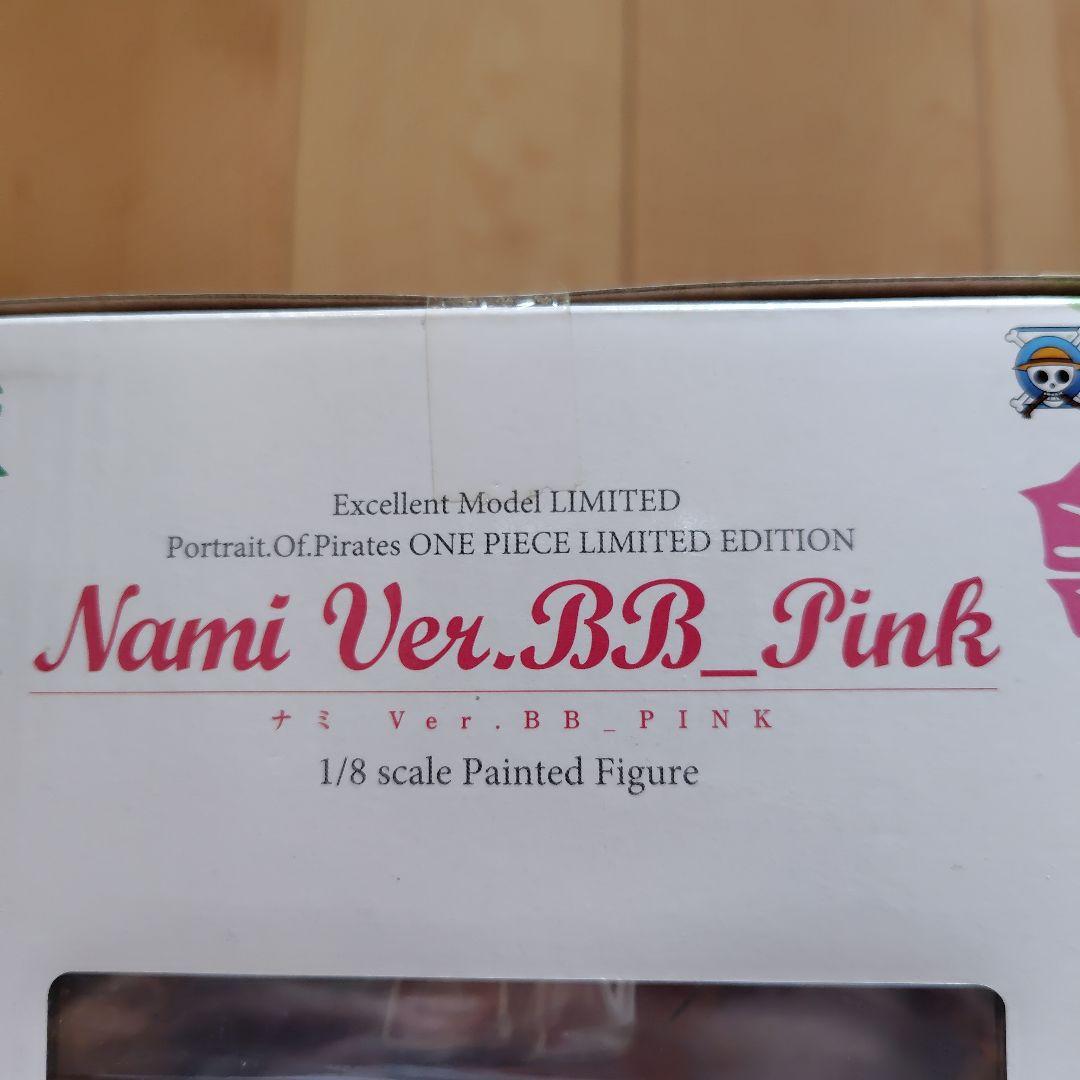 Excellent Model LIMITED
Portrait.Of.Pirates ONE PIECE LIMITED EDITION
Nami Ver.BB_Pink
ナミ Ver.BB_PINK
1/8 scale Painted Figure